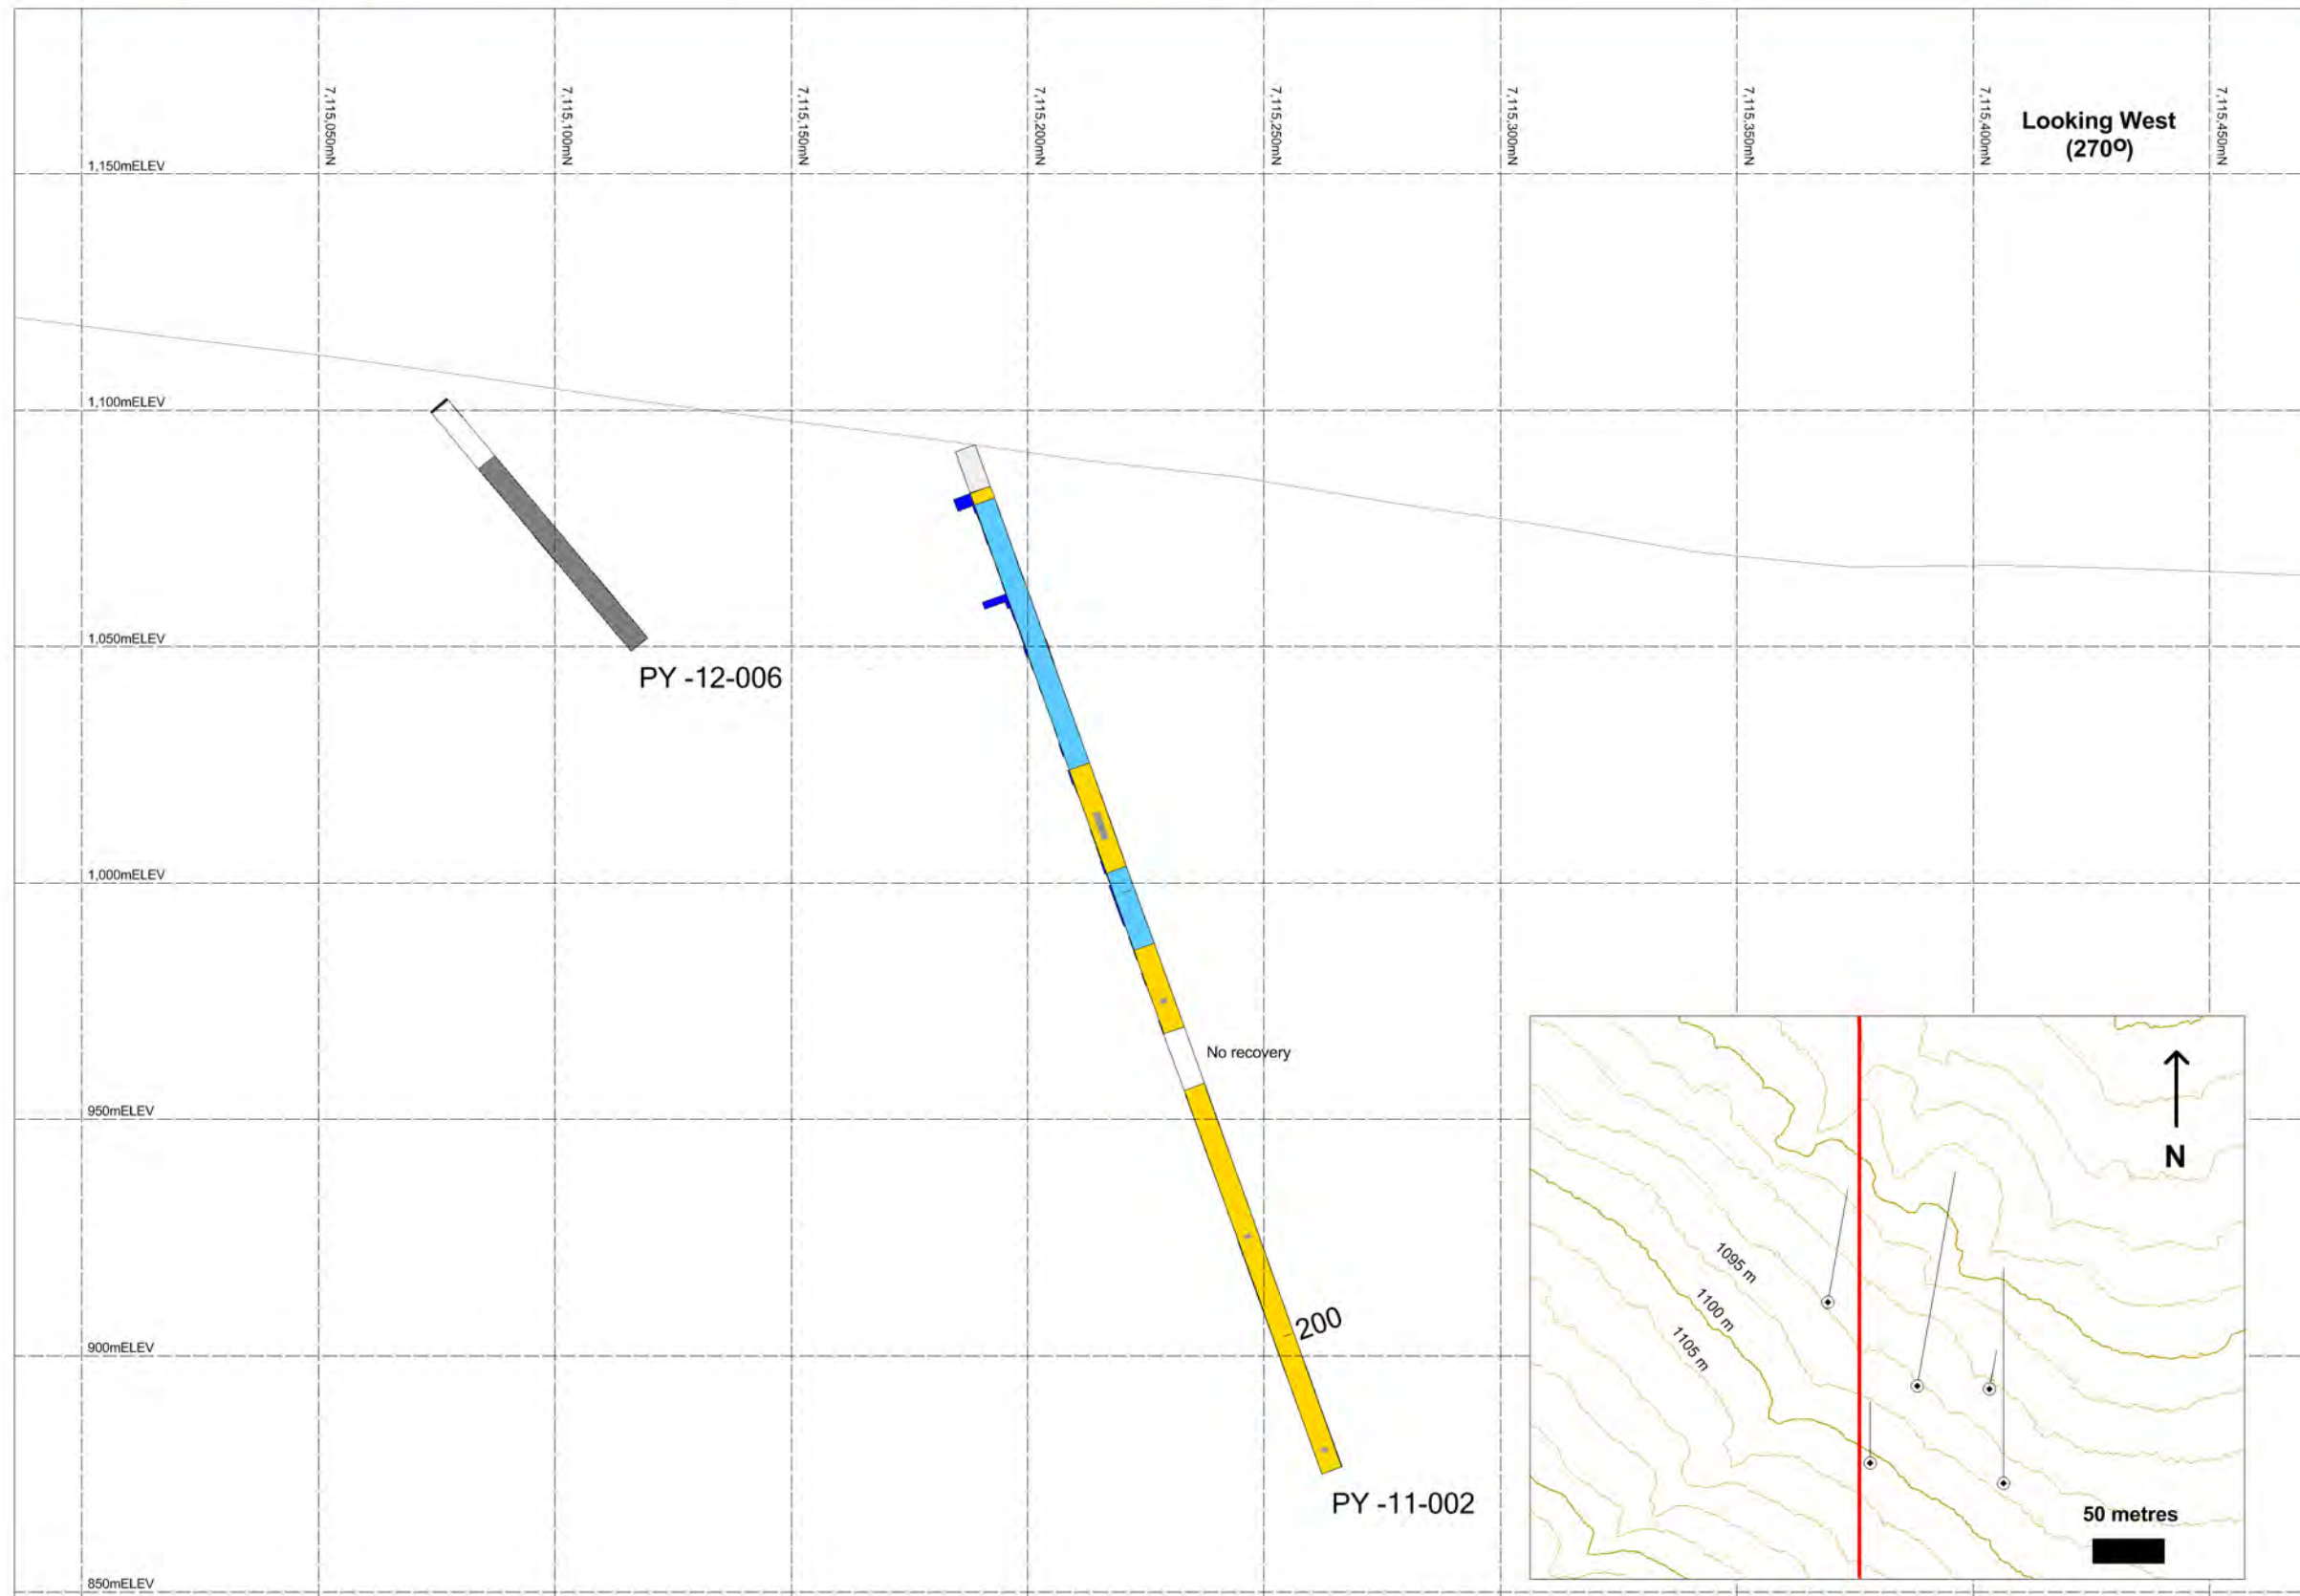 7,115,050mN
7,115,100mN
7,115,150mN
7,115,200mN
7,115,250mN
7,115,300mN
7,115,350mN
7,115,400mN
7,115,450mN
Looking West
(270º)
1,150mELEV
1,100mELEV
1,050mELEV
PY -12-006
1,000mELEV
No recovery
950mELEV
N
1095 m
1100 m
1105 m
200
900mELEV
PY -11-002
50 metres
850mELEV